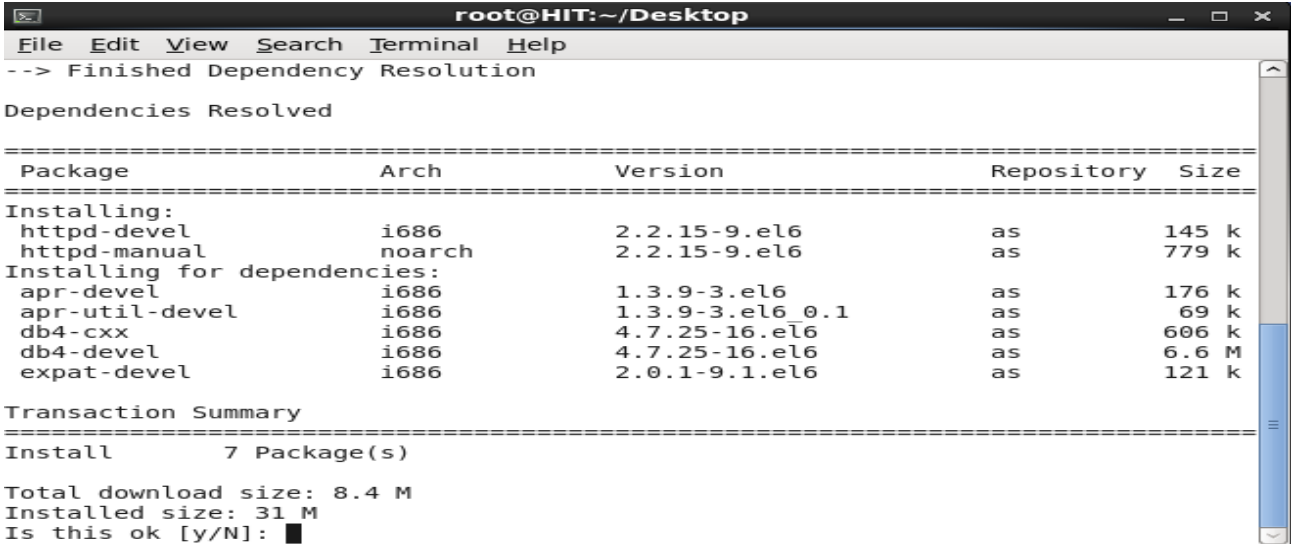 root@HIT:~/Desktop
File Edit View Search Terminal Help
--> Finished Dependency Resolution
Dependencies Resolved
================================================================================
Package Arch Version Repository Size
================================================================================
Installing:
httpd-devel i686 2.2.15-9.el6 as 145 k
httpd-manual noarch 2.2.15-9.el6 as 779 k
Installing for dependencies:
apr-devel i686 1.3.9-3.el6 as 176 k
apr-util-devel i686 1.3.9-3.el6_0.1 as 69 k
db4-cxx i686 4.7.25-16.el6 as 606 k
db4-devel i686 4.7.25-16.el6 as 6.6 M
expat-devel i686 2.0.1-9.1.el6 as 121 k
Transaction Summary
================================================================================
Install 7 Package(s)
Total download size: 8.4 M
Installed size: 31 M
Is this ok [y/N]: